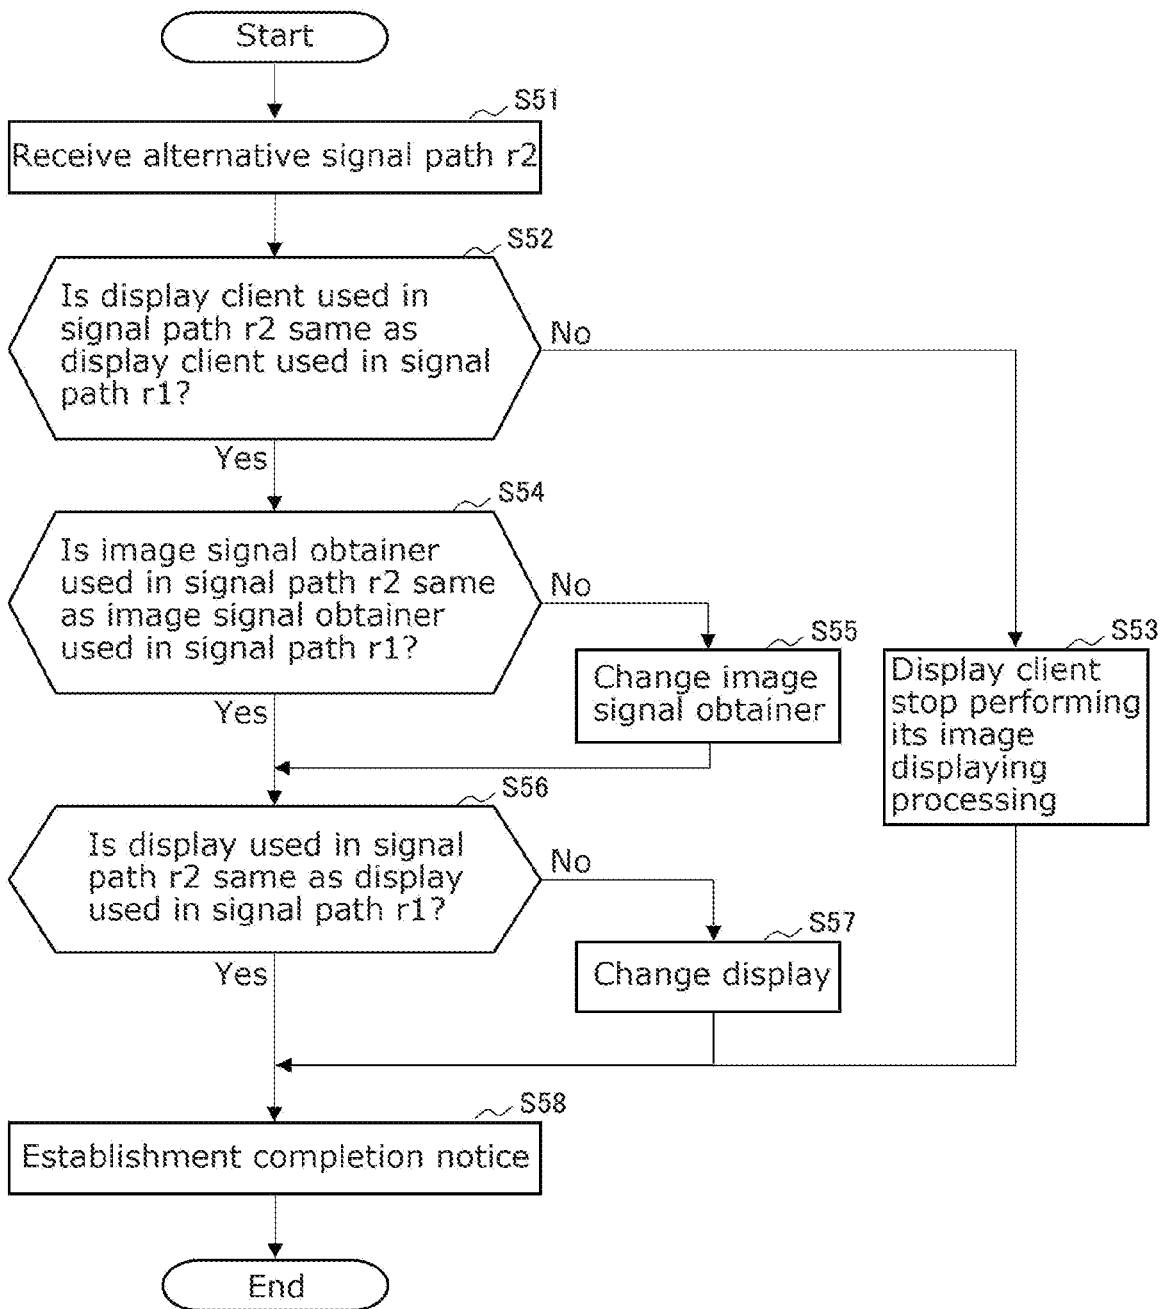 Start
S51
Receive alternative signal path r2
S52
Is display client used in
signal path r2 same as
display client used in signal
path r1?
No
Yes
S54
Is image signal obtainer
used in signal path r2 same
as image signal obtainer
used in signal path r1?
No
Yes
S55
Change image
signal obtainer
S53
Display client
stop performing
its image
displaying
processing
S56
Is display used in signal
path r2 same as display
used in signal path r1?
No
Yes
S57
Change display
S58
Establishment completion notice
End